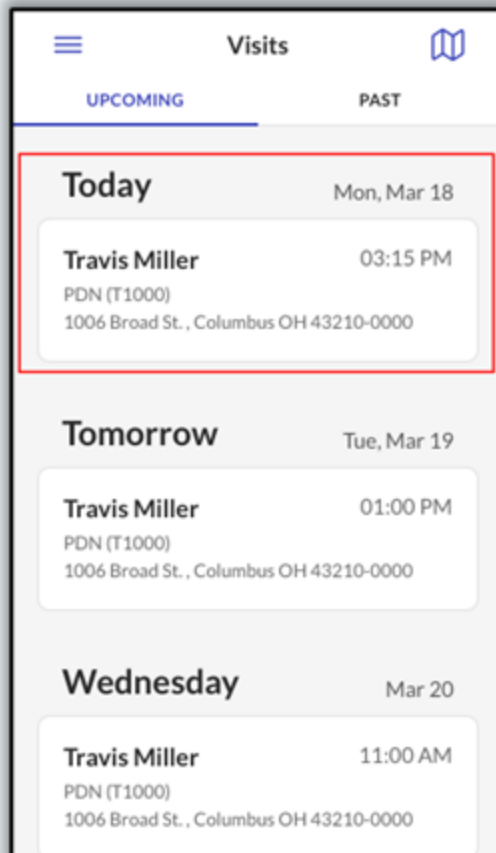 Visits
UPCOMING PAST
Today Mon, Mar 18
Travis Miller 03:15 PM
PDN (T1000)
1006 Broad St. , Columbus OH 43210-0000
Tomorrow Tue, Mar 19
Travis Miller 01:00 PM
PDN (T1000)
1006 Broad St. , Columbus OH 43210-0000
Wednesday Mar 20
Travis Miller 11:00 AM
PDN (T1000)
1006 Broad St. , Columbus OH 43210-0000